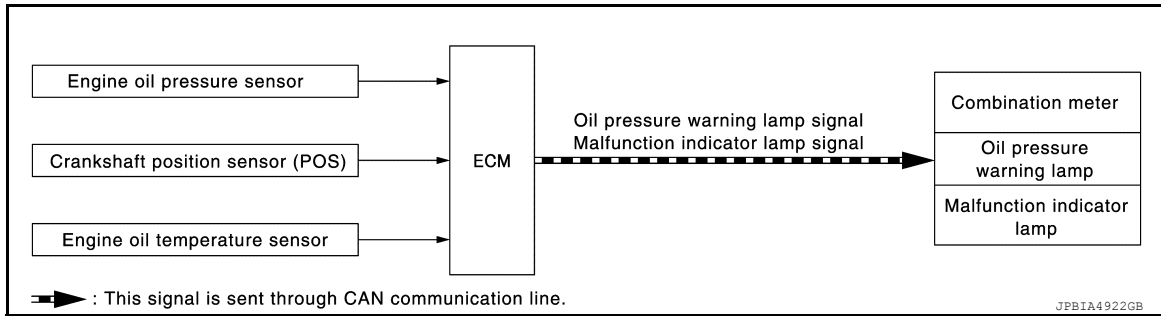 Engine oil pressure sensor
Crankshaft position sensor (POS)
Engine oil temperature sensor
ECM
Oil pressure warning lamp signal
Malfunction indicator lamp signal
Combination meter
Oil pressure
warning lamp
Malfunction indicator
lamp
: This signal is sent through CAN communication line.
JPBIA4922GB